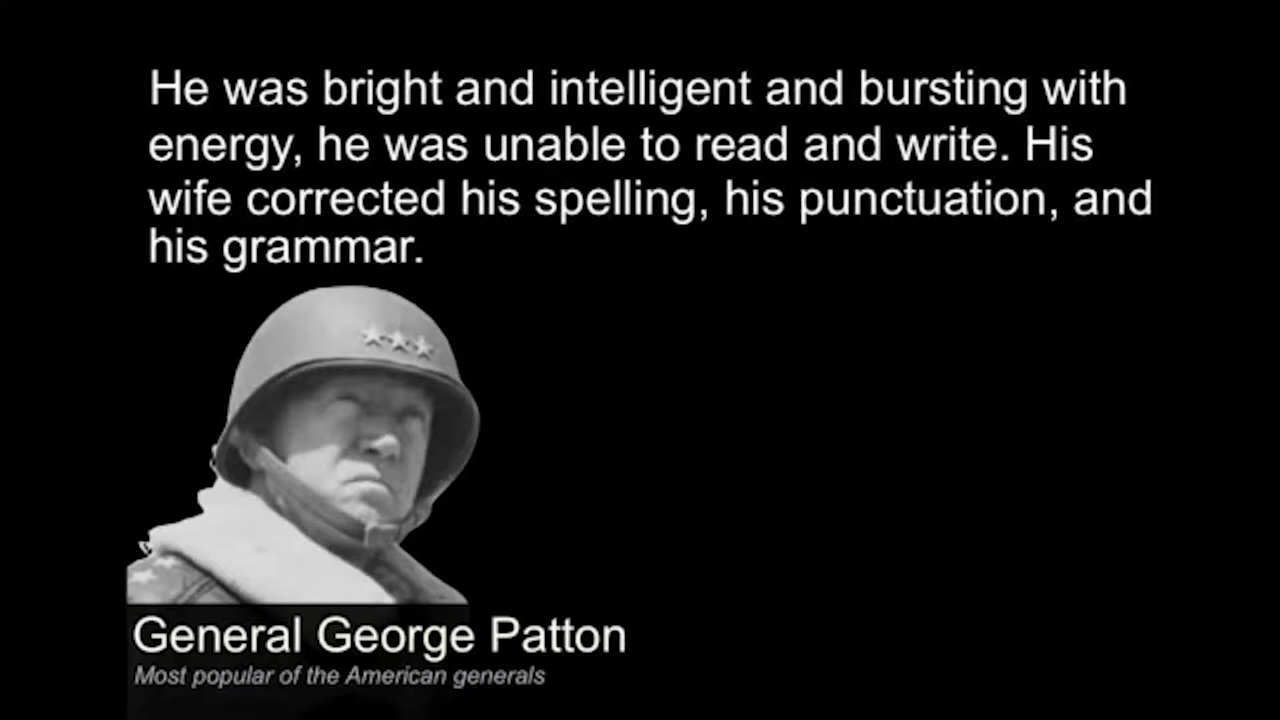 He was bright and intelligent and bursting with
energy, he was unable to read and write. His
wife corrected his spelling, his punctuation, and
his grammar.
General George Patton
Most popular of the American generals